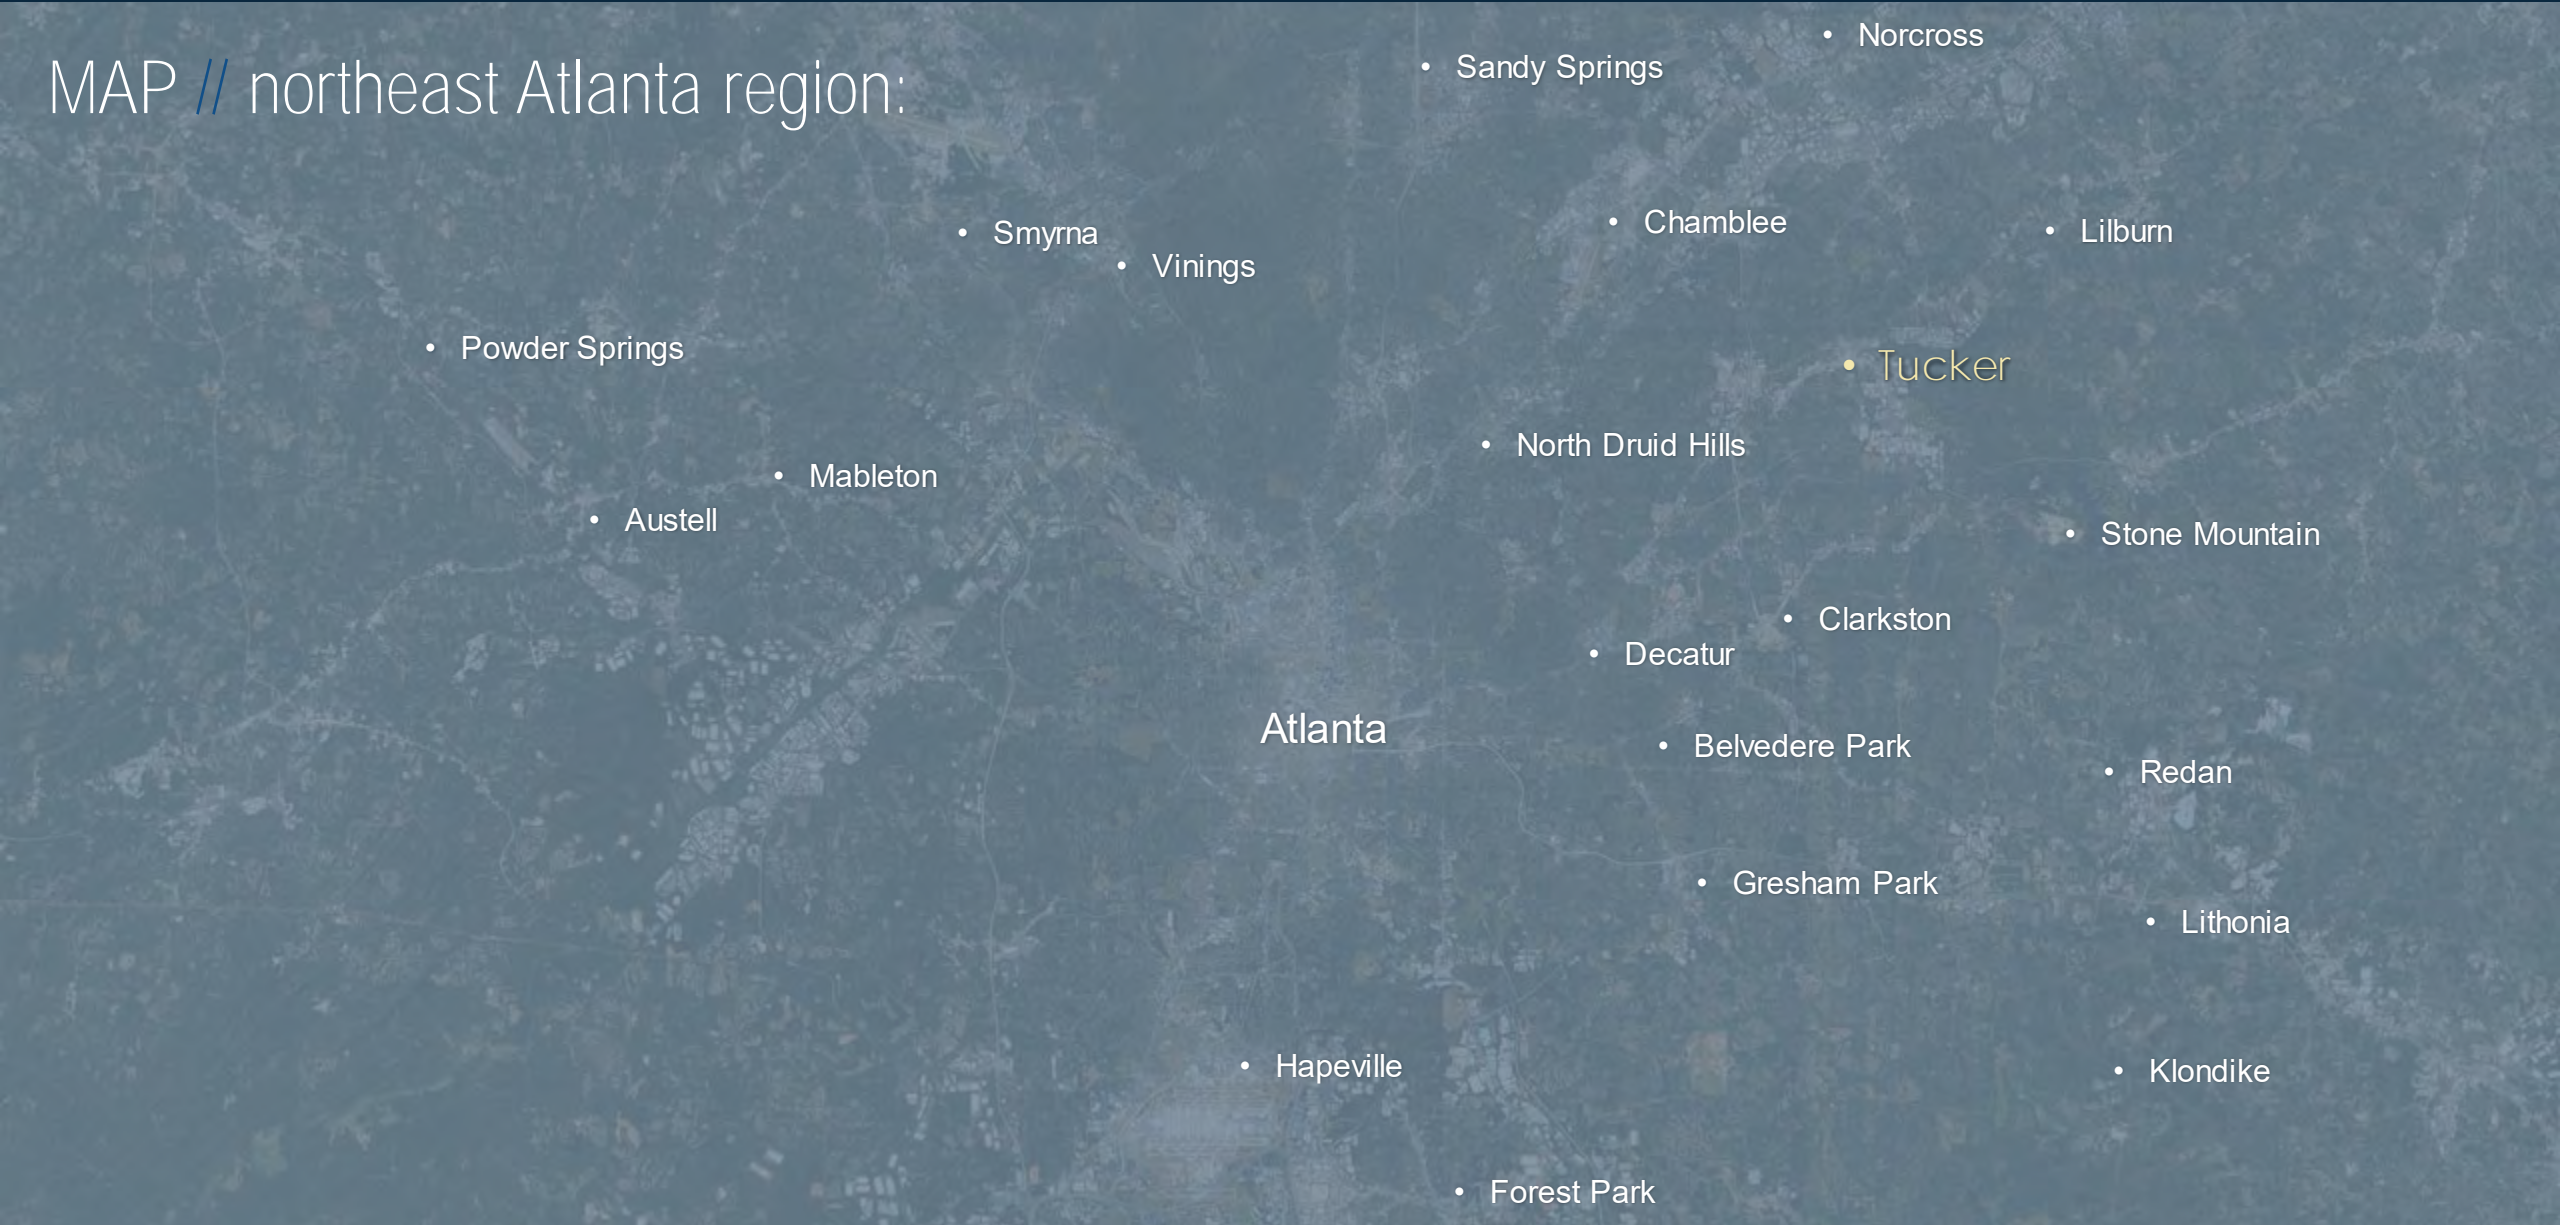 MAP // northeast Atlanta region:
• Norcross
• Sandy Springs
• Chamblee
• Lilburn
• Smyrna
• Vinings
• Powder Springs
• Tucker
• North Druid Hills
• Mableton
• Austell
• Stone Mountain
• Clarkston
• Decatur
Atlanta
• Belvedere Park
• Redan
• Gresham Park
• Lithonia
• Hapeville
• Klondike
• Forest Park